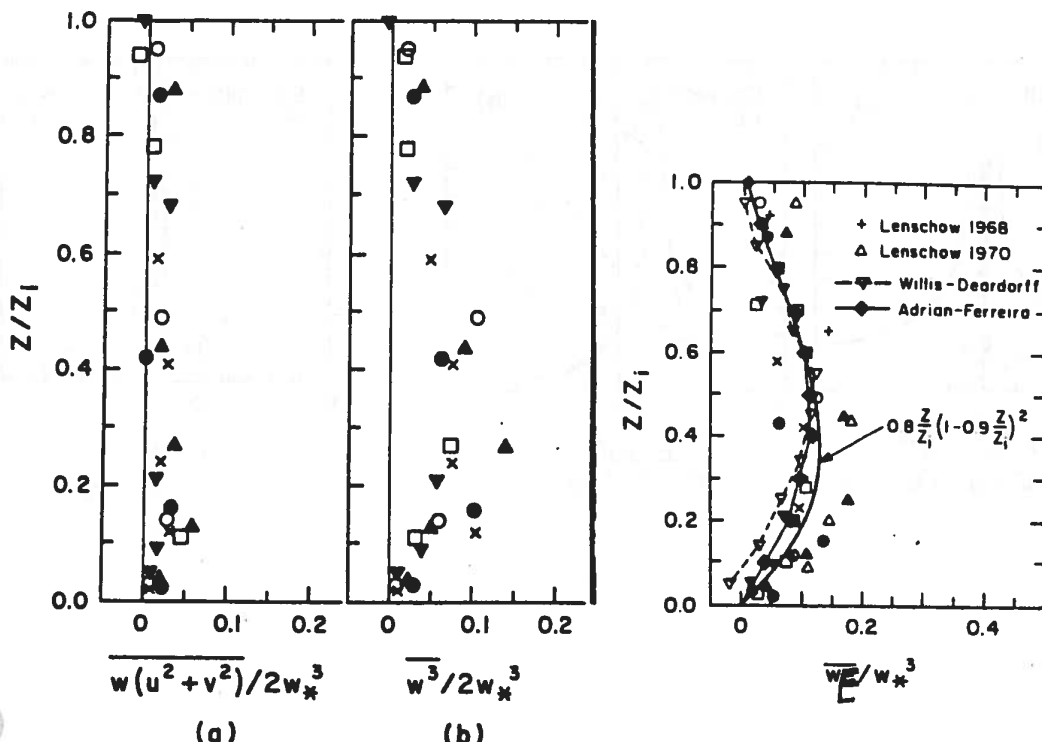 1.0
0.8
0.6
0.4
0.2
0.0
Z/Z_i
0 0.1 0.2
w(u² + v²)/2w_*³
(a)
0 0.1 0.2
w³/2w_*³
(b)
1.0
0.8
0.6
0.4
0.2
0.0
Z/Z_i
+ Lenschow 1968
△ Lenschow 1970
Willis-Deardorff
Adrian-Ferreira
0.8 Z/Z_i (1-0.9 Z/Z_i)²
0 0.2 0.4
wE/w_*³